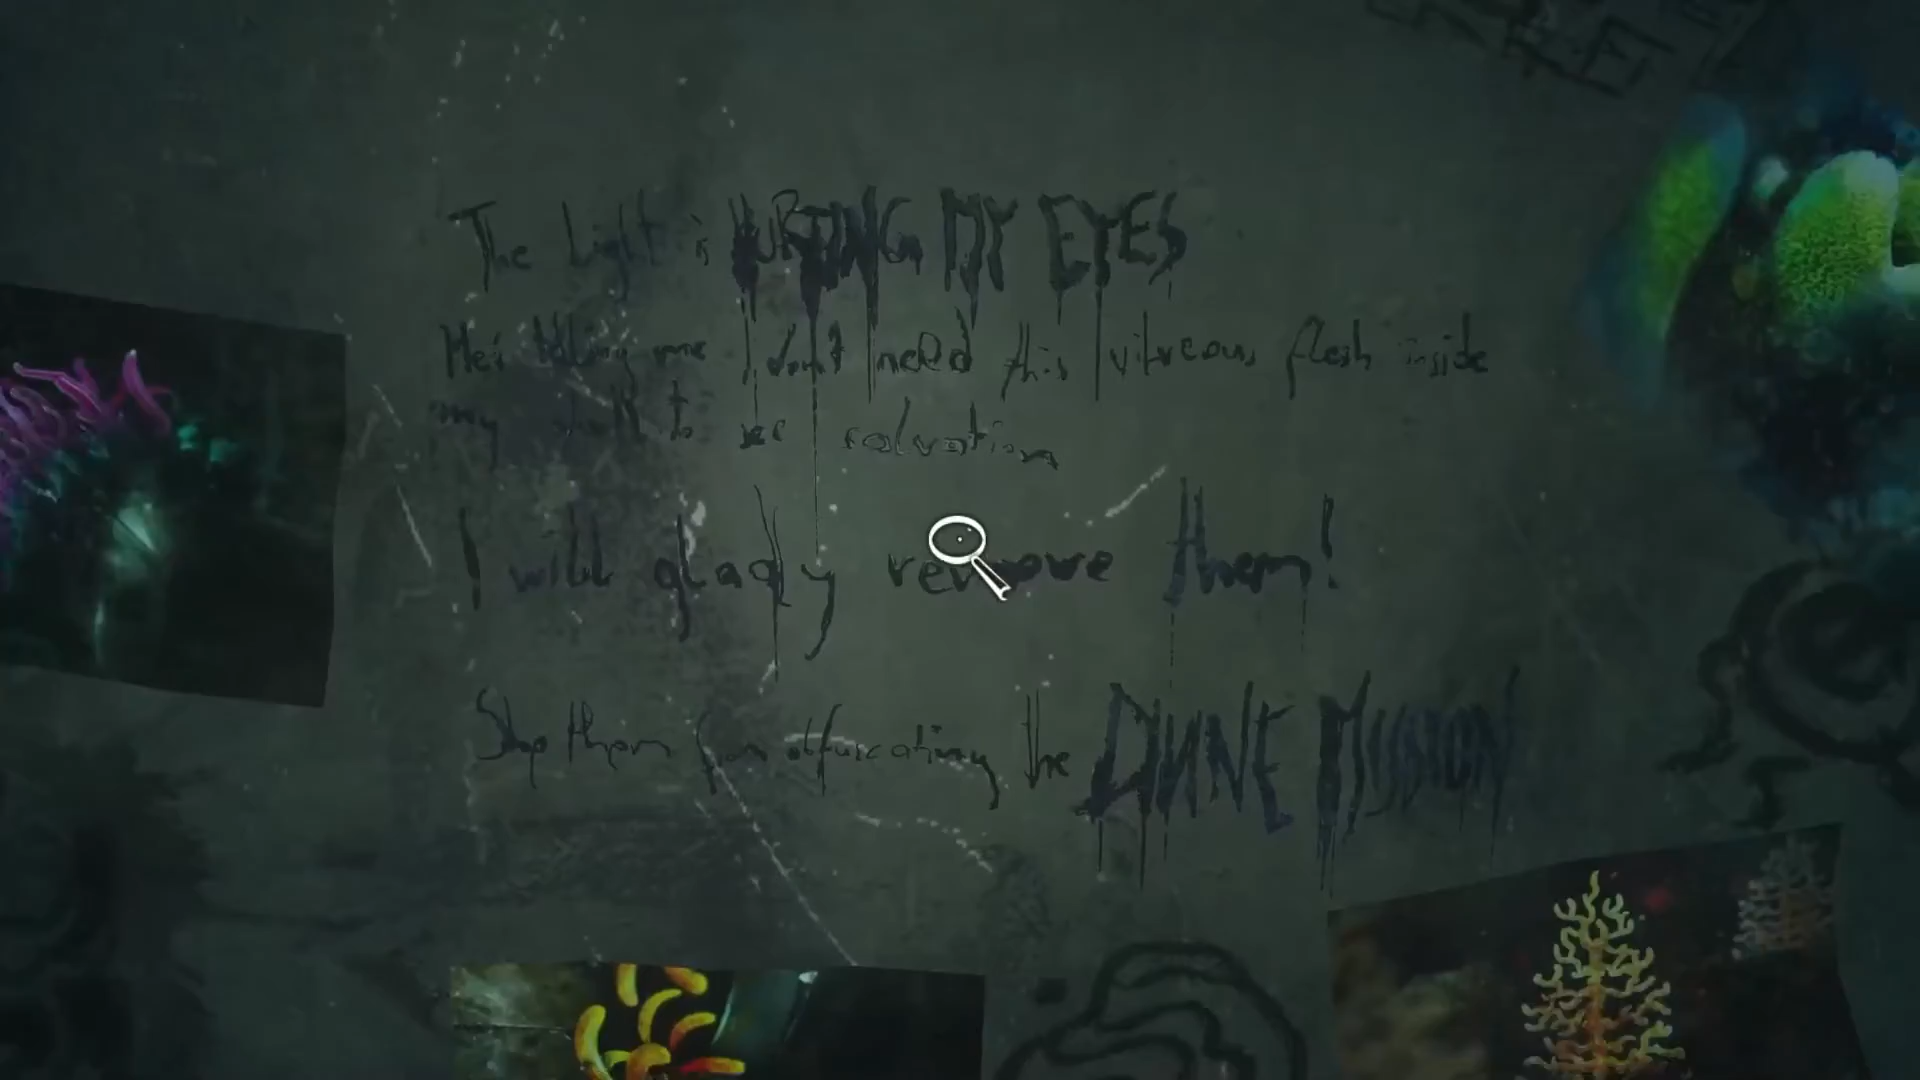 The Light is HURTING MY EYES
He's telling me I don't need this vitreous flesh inside
my skull to see salvation
I will gladly remove them!
Stop them from obfuscating the DIVINE MISSION